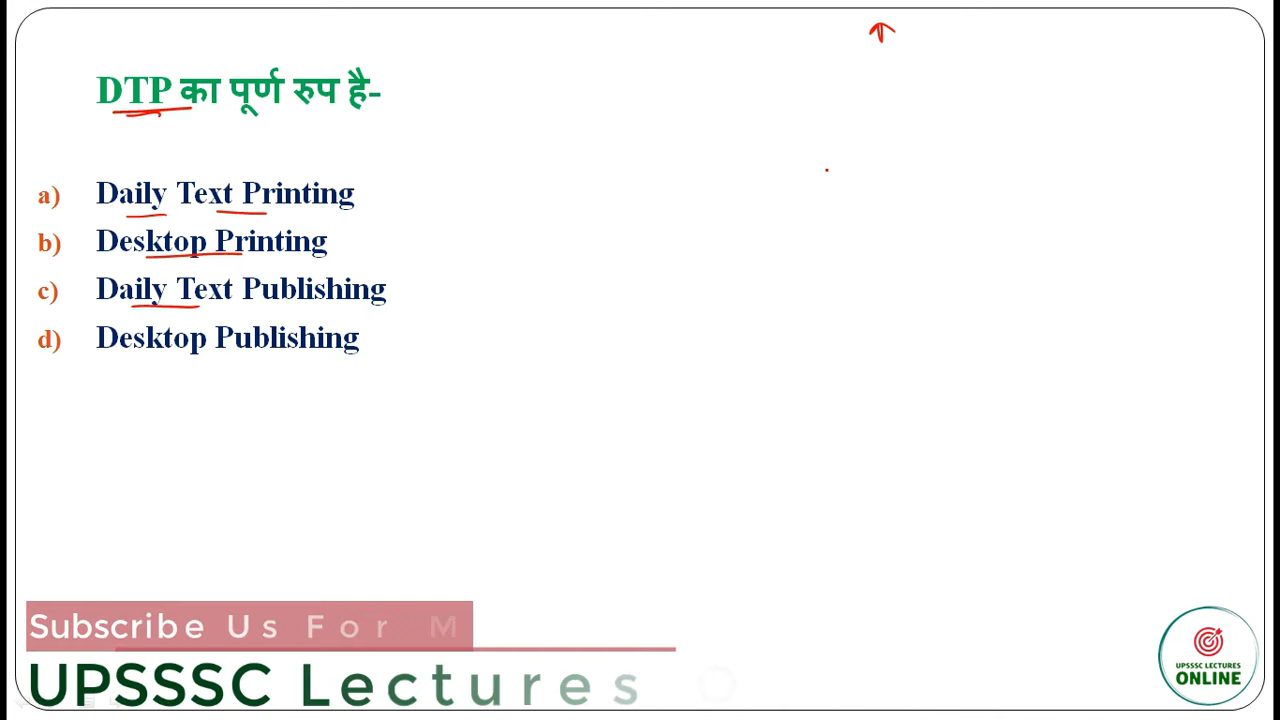 DTP का पूर्ण रुप है-
a) Daily Text Printing
b) Desktop Printing
c) Daily Text Publishing
d) Desktop Publishing
Subscribe Us For M
UPSSSC Lectures O
UPSSSC LECTURES
ONLINE